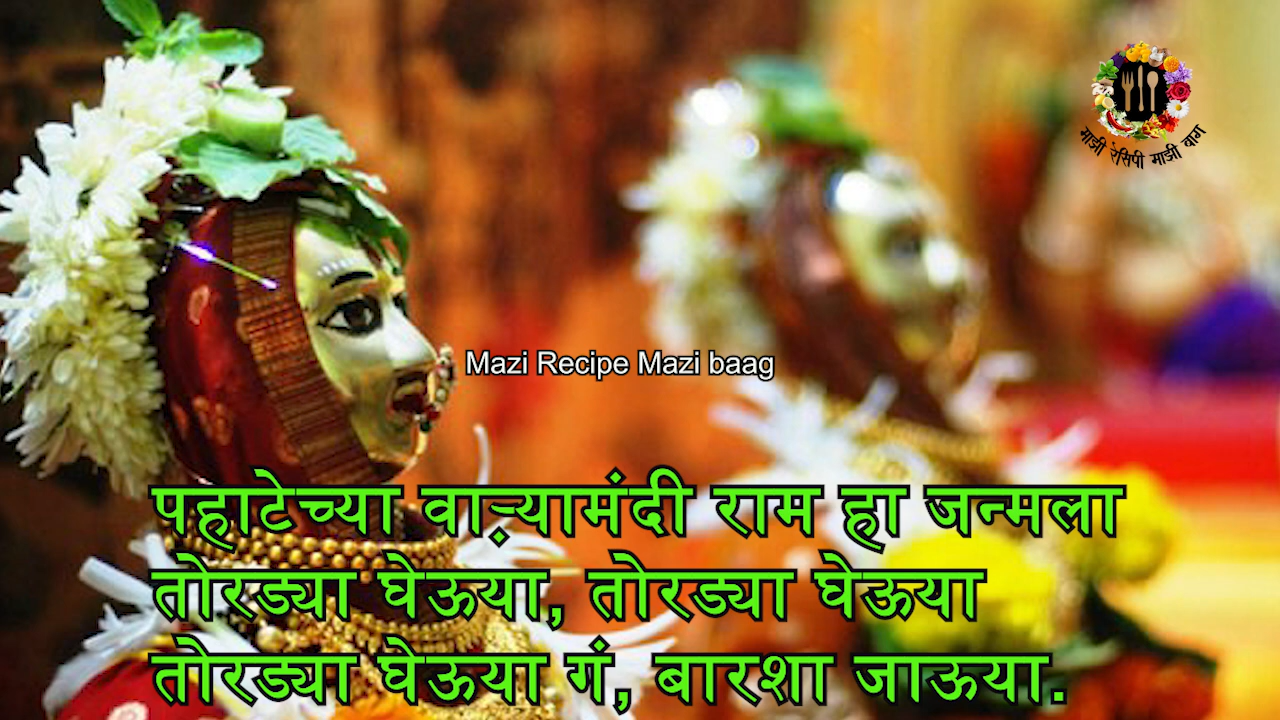 माझी रेसिपी माझी बाग
Mazi Recipe Mazi baag
पहाटेच्या वाऱ्यामंदी राम हा जन्मला
तोरड्या घेऊया, तोरड्या घेऊया
तोरड्या घेऊया गं, बारशा जाऊया.